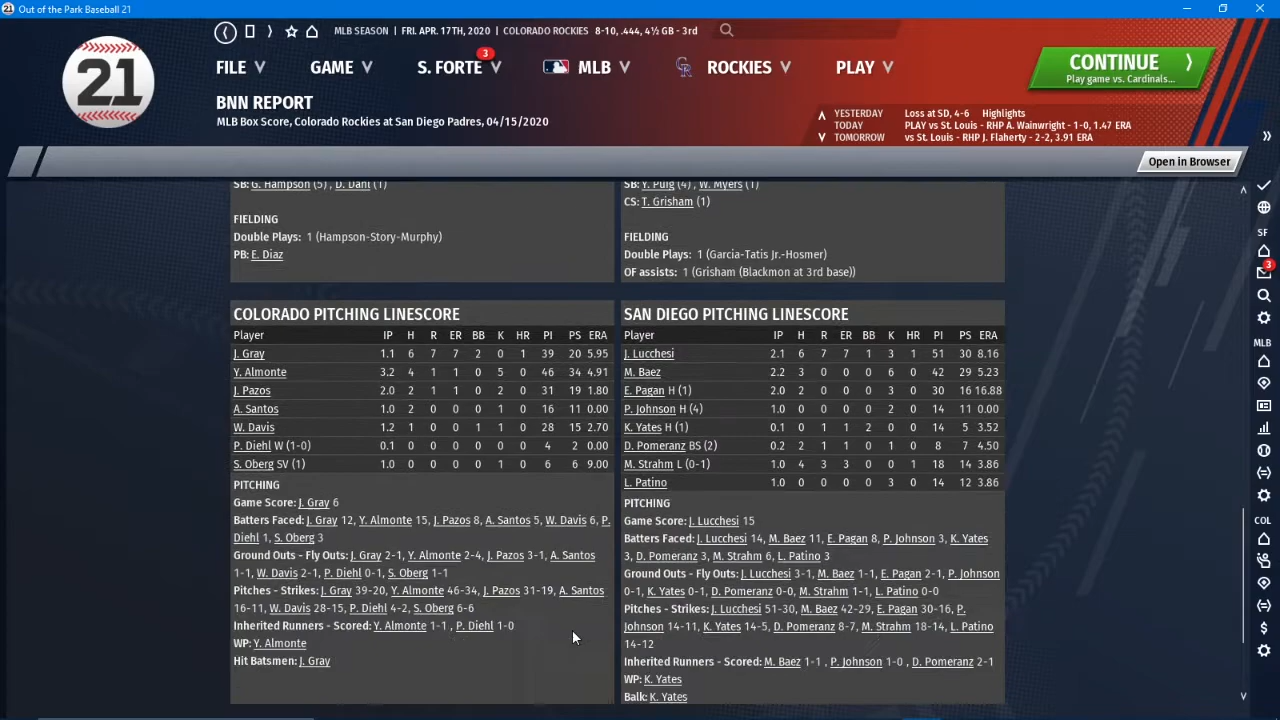 21 Out of the Park Baseball 21
MLB SEASON | FRI. APR. 17TH, 2020 | COLORADO ROCKIES 8-10, .444, 4½ GB - 3rd
21
FILE GAME S. FORTE 3 MLB CR ROCKIES PLAY
CONTINUE
Play game vs. Cardinals...
BNN REPORT
MLB Box Score, Colorado Rockies at San Diego Padres, 04/15/2020
YESTERDAY Loss at SD, 4-6 Highlights
TODAY PLAY vs St. Louis - RHP A. Wainwright - 1-0, 1.47 ERA
TOMORROW vs St. Louis - RHP J. Flaherty - 2-2, 3.91 ERA
Open in Browser
SB: G. Hampson (5) , D. Dahl (1)
FIELDING
Double Plays: 1 (Hampson-Story-Murphy)
PB: E. Diaz
SB: Y. Puig (4) , W. Myers (1)
CS: T. Grisham (1)
FIELDING
Double Plays: 1 (Garcia-Tatis Jr.-Hosmer)
OF assists: 1 (Grisham (Blackmon at 3rd base))
COLORADO PITCHING LINESCORE
Player IP H R ER BB K HR PI PS ERA
J. Gray 1.1 6 7 7 2 0 1 39 20 5.95
Y. Almonte 3.2 4 1 1 0 5 0 46 34 4.91
J. Pazos 2.0 2 1 1 0 2 0 31 19 1.80
A. Santos 1.0 2 0 0 0 1 0 16 11 0.00
W. Davis 1.2 1 0 0 1 1 0 28 15 2.70
P. Diehl W (1-0) 0.1 0 0 0 0 0 0 4 2 0.00
S. Oberg SV (1) 1.0 0 0 0 0 1 0 6 6 9.00
PITCHING
Game Score: J. Gray 6
Batters Faced: J. Gray 12, Y. Almonte 15, J. Pazos 8, A. Santos 5, W. Davis 6, P.
Diehl 1, S. Oberg 3
Ground Outs - Fly Outs: J. Gray 2-1, Y. Almonte 2-4, J. Pazos 3-1, A. Santos
1-1, W. Davis 2-1, P. Diehl 0-1, S. Oberg 1-1
Pitches - Strikes: J. Gray 39-20, Y. Almonte 46-34, J. Pazos 31-19, A. Santos
16-11, W. Davis 28-15, P. Diehl 4-2, S. Oberg 6-6
Inherited Runners - Scored: Y. Almonte 1-1 , P. Diehl 1-0
WP: Y. Almonte
Hit Batsmen: J. Gray
SAN DIEGO PITCHING LINESCORE
Player IP H R ER BB K HR PI PS ERA
J. Lucchesi 2.1 6 7 7 1 3 1 51 30 8.16
M. Baez 2.2 3 0 0 0 6 0 42 29 5.23
E. Pagan H (1) 2.0 2 0 0 0 3 0 30 16 16.88
P. Johnson H (4) 1.0 0 0 0 0 2 0 14 11 0.00
K. Yates H (1) 0.1 0 1 1 2 0 0 14 5 3.52
D. Pomeranz BS (2) 0.2 2 1 1 0 1 0 8 7 4.50
M. Strahm L (0-1) 1.0 4 3 3 0 0 1 18 14 3.86
L. Patino 1.0 0 0 0 0 3 0 14 12 3.86
PITCHING
Game Score: J. Lucchesi 15
Batters Faced: J. Lucchesi 14, M. Baez 11, E. Pagan 8, P. Johnson 3, K. Yates
3, D. Pomeranz 3, M. Strahm 6, L. Patino 3
Ground Outs - Fly Outs: J. Lucchesi 3-1, M. Baez 1-1, E. Pagan 2-1, P. Johnson
0-1, K. Yates 0-1, D. Pomeranz 0-0, M. Strahm 1-1, L. Patino 0-0
Pitches - Strikes: J. Lucchesi 51-30, M. Baez 42-29, E. Pagan 30-16, P.
Johnson 14-11, K. Yates 14-5, D. Pomeranz 8-7, M. Strahm 18-14, L. Patino
14-12
Inherited Runners - Scored: M. Baez 1-1 , P. Johnson 1-0 , D. Pomeranz 2-1
WP: K. Yates
Balk: K. Yates
SF
3
MLB
COL